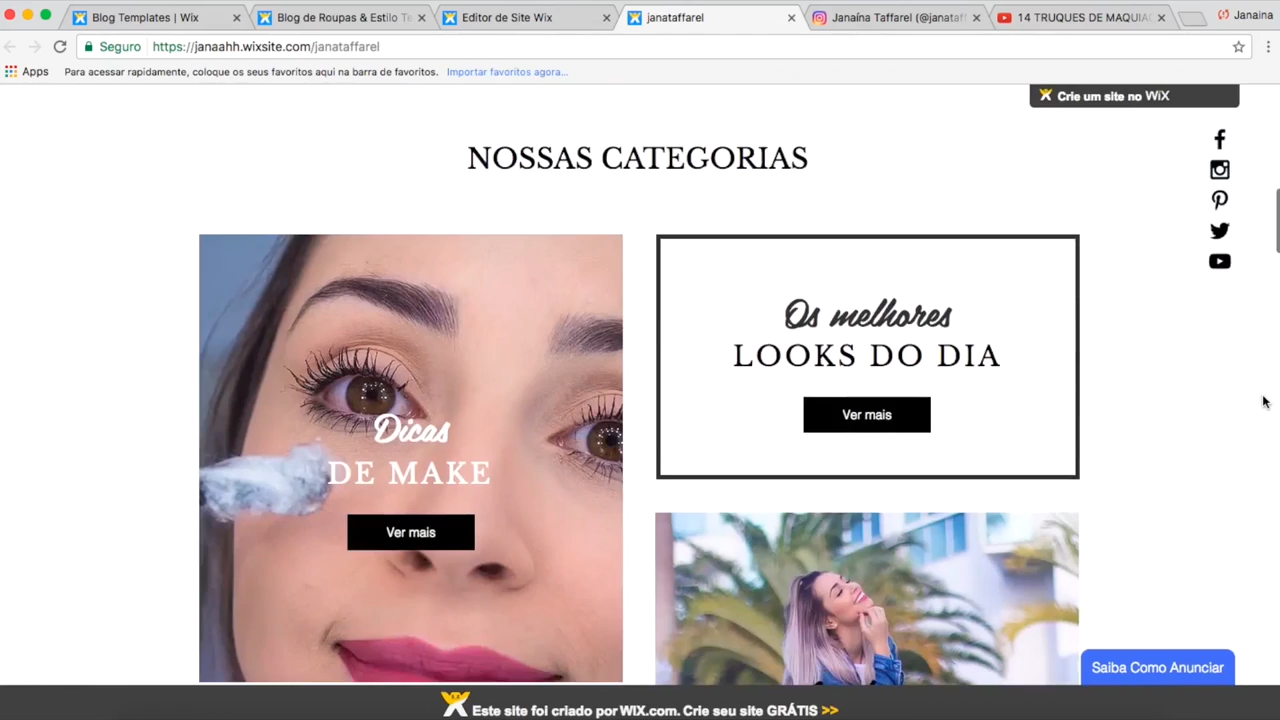 Blog Templates | Wix
Blog de Roupas & Estilo Te
Editor de Site Wix
janataffarel
Janaína Taffarel (@janataff
14 TRUQUES DE MAQUIAG
Janaina
Seguro
https://janaahh.wixsite.com/janataffarel
Apps
Para acessar rapidamente, coloque os seus favoritos aqui na barra de favoritos.
Importar favoritos agora...
Crie um site no WiX
NOSSAS CATEGORIAS
Dicas
DE MAKE
Ver mais
Os melhores
LOOKS DO DIA
Ver mais
Saiba Como Anunciar
Este site foi criado por WIX.com. Crie seu site GRÁTIS >>